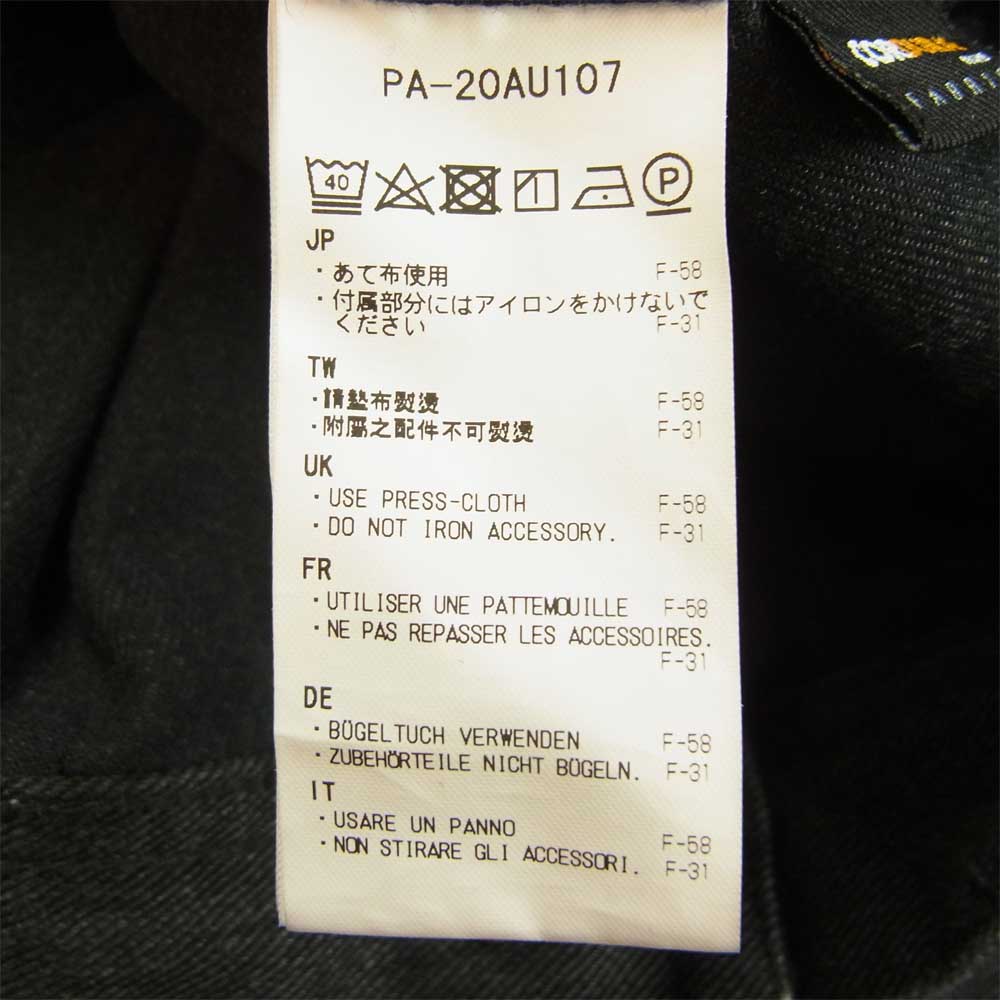 PA-20AU107
40 P
JP
・あて布使用 F-58
・付属部分にはアイロンをかけないで
ください F-31
TW
・請墊布熨燙 F-58
・附屬之配件不可熨燙 F-31
UK
・USE PRESS-CLOTH F-58
・DO NOT IRON ACCESSORY. F-31
FR
・UTILISER UNE PATTEMOUILLE F-58
・NE PAS REPASSER LES ACCESSOIRES.
F-31
DE
・BÜGELTUCH VERWENDEN F-58
・ZUBEHÖRTEILE NICHT BÜGELN. F-31
IT
・USARE UN PANNO F-58
・NON STIRARE GLI ACCESSORI. F-31